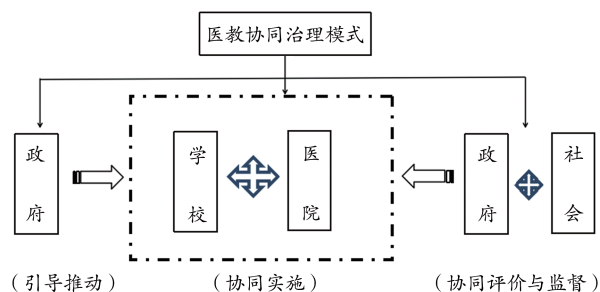 医教协同治理模式
政府
学校
医院
政府
社会
（引导推动）
（协同实施）
（协同评价与监督）